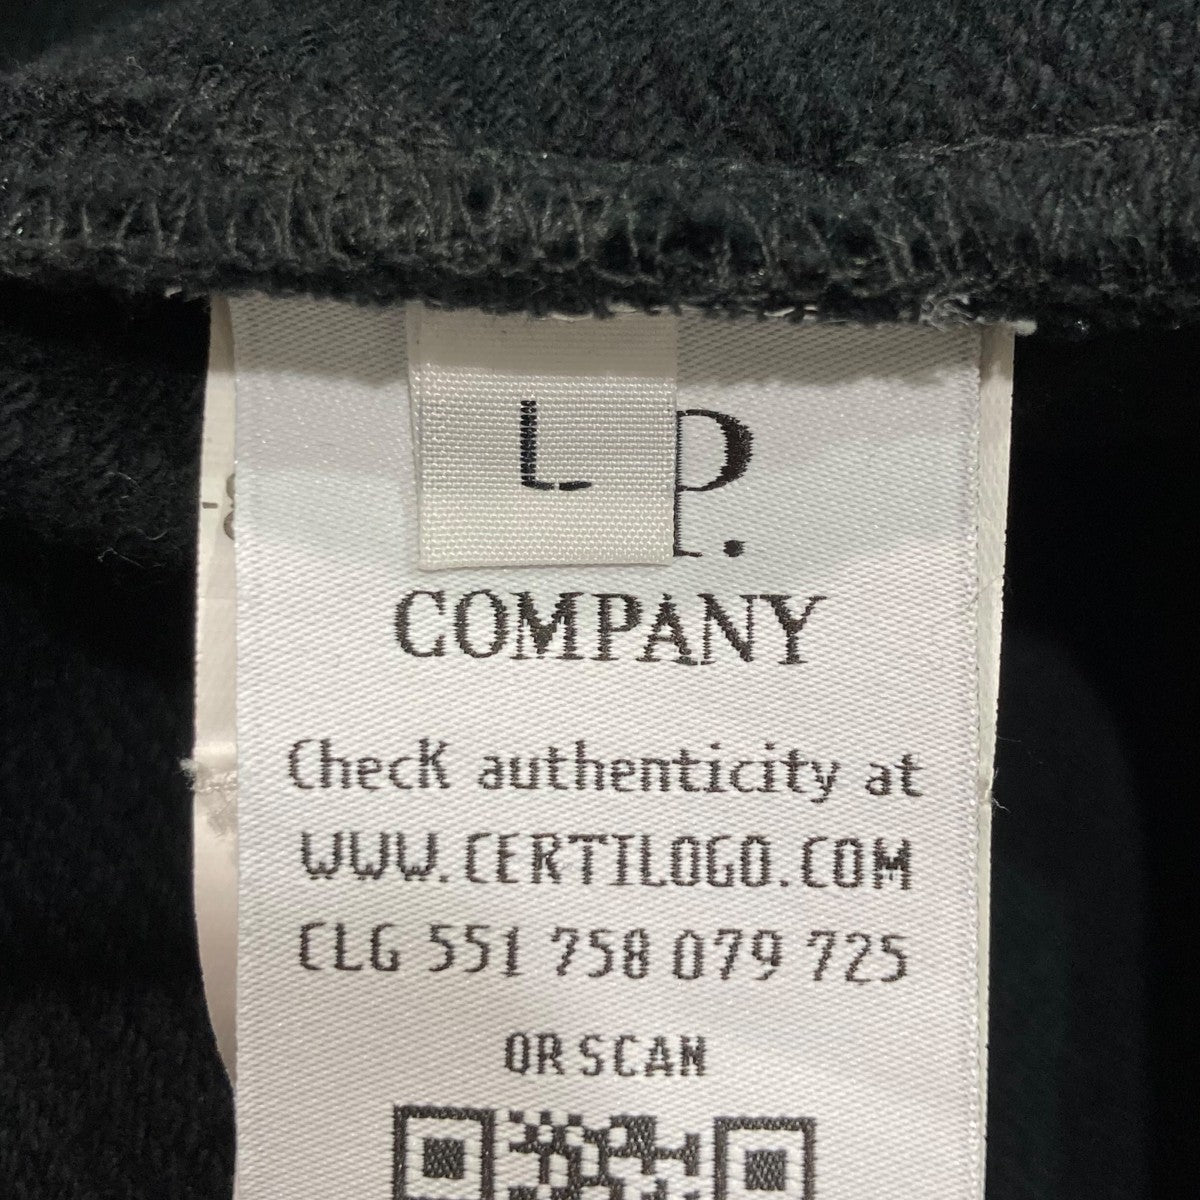 L
P.
COMPANY
Check authenticity at
WWW.CERTILOGO.COM
CLG 551 758 079 725
OR SCAN